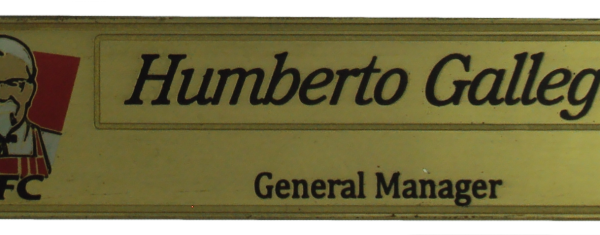 Humberto Galleg
General Manager
FC